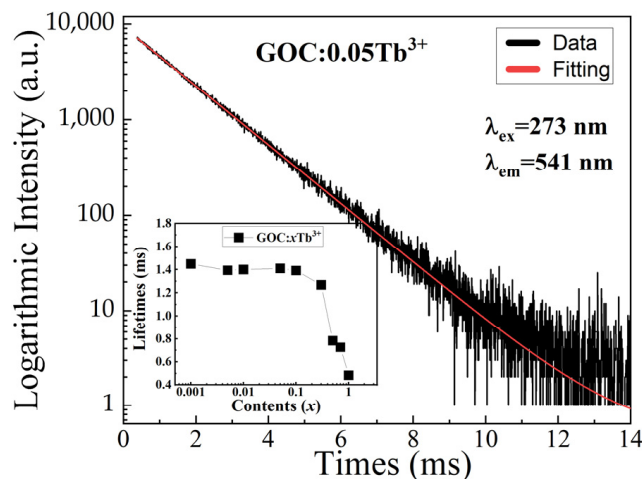 10,000
1,000
100
10
1
Logarithmic Intensity (a.u.)
GOC:0.05Tb³⁺
Data
Fitting
λex=273 nm
λem=541 nm
1.8
1.6
1.4
1.2
1.0
0.8
0.6
0.4
Lifetimes (ms)
GOC:xTb³⁺
0.001 0.01 0.1 1
Contents (x)
0 2 4 6 8 10 12 14
Times (ms)